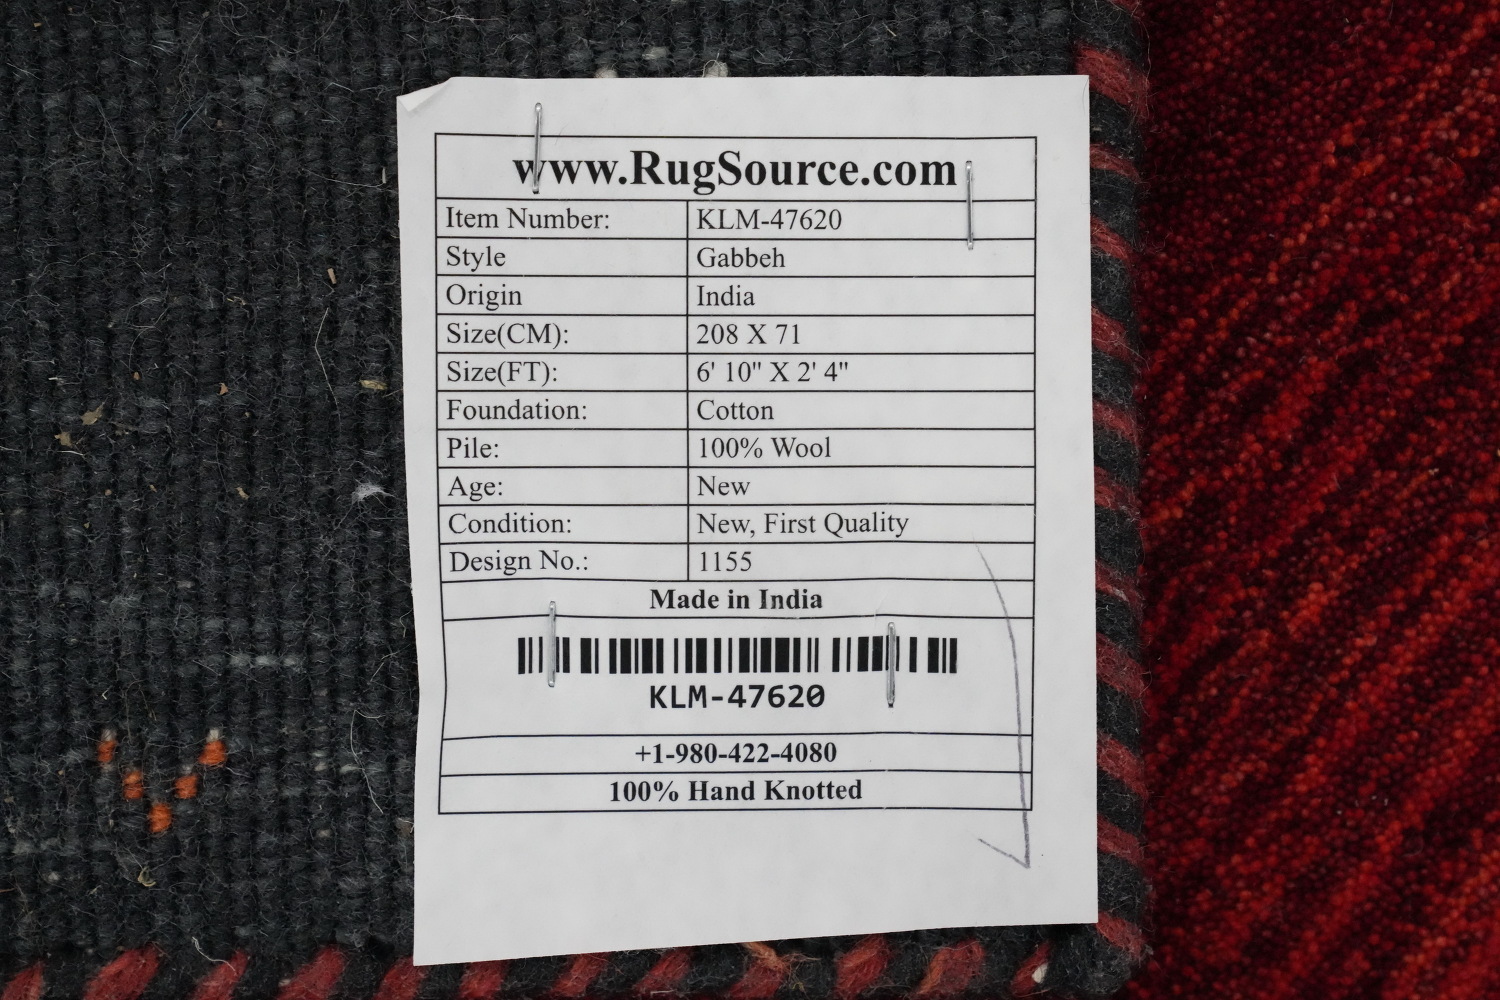 www.RugSource.com
Item Number: KLM-47620
Style Gabbeh
Origin India
Size(CM): 208 X 71
Size(FT): 6' 10" X 2' 4"
Foundation: Cotton
Pile: 100% Wool
Age: New
Condition: New, First Quality
Design No.: 1155
Made in India
KLM-47620
+1-980-422-4080
100% Hand Knotted